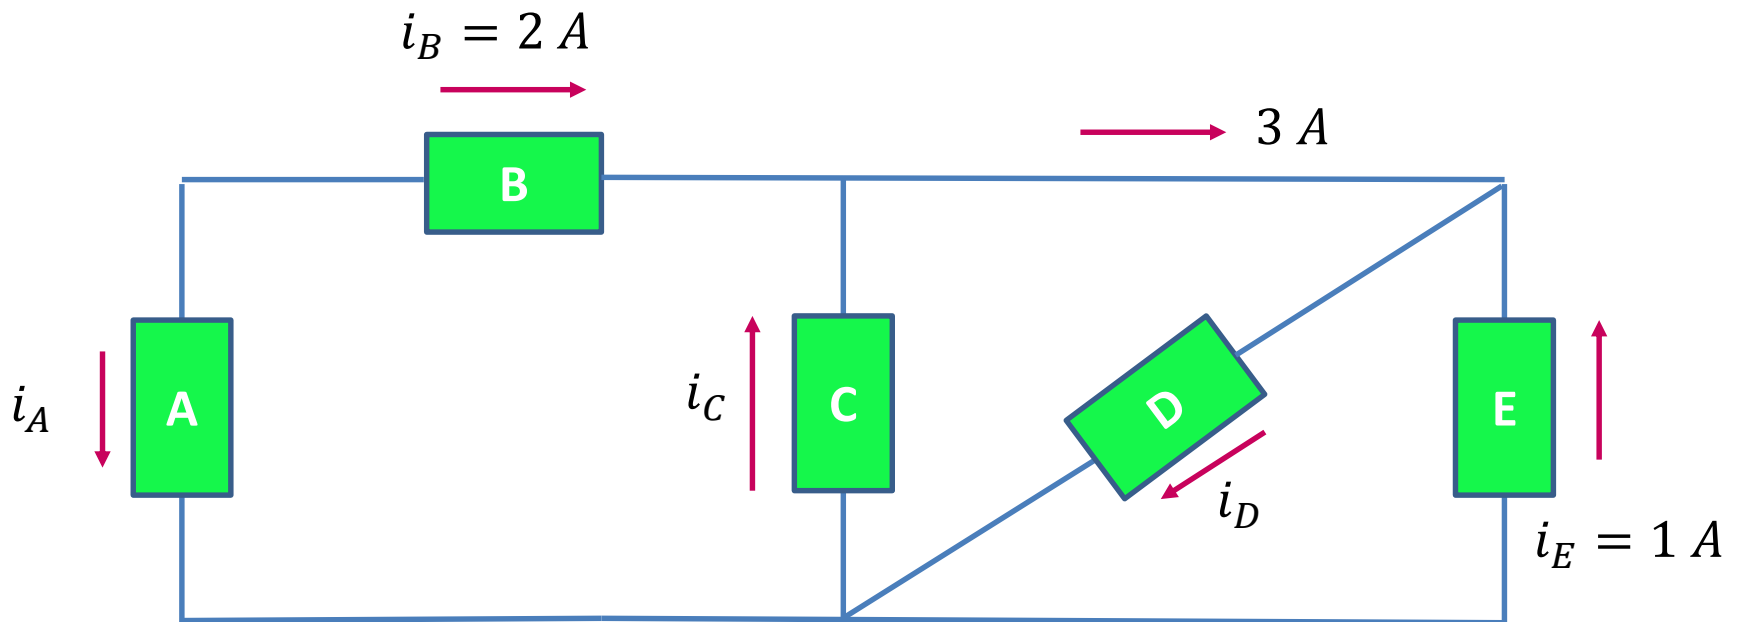 i_B = 2 A
3 A
B
i_A
A
i_C
C
D
i_D
E
i_E = 1 A